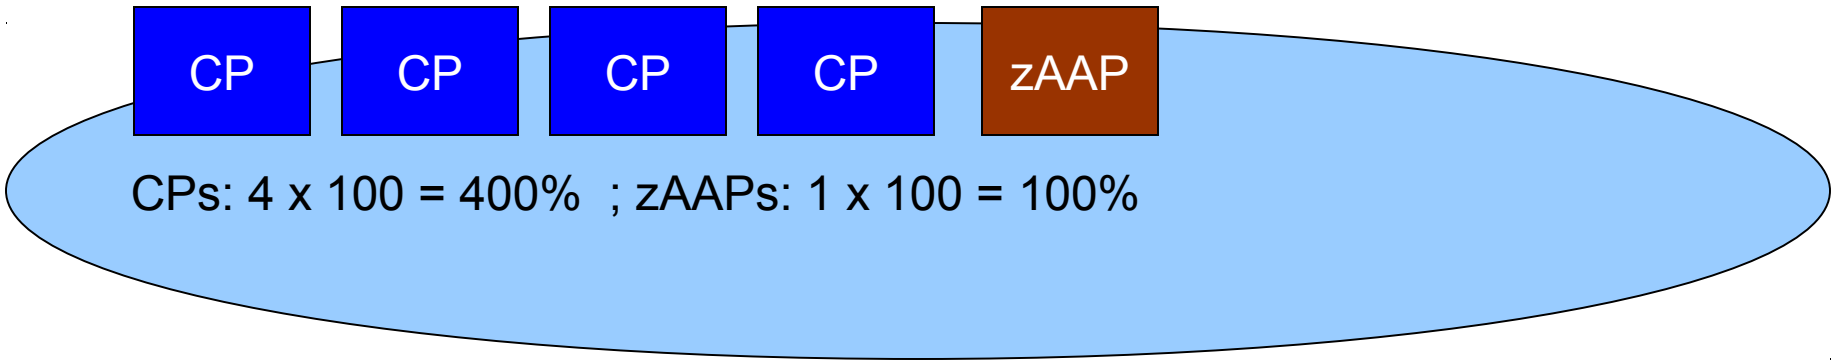 CP CP CP CP zAAP
CPs: 4 x 100 = 400% ; zAAPs: 1 x 100 = 100%